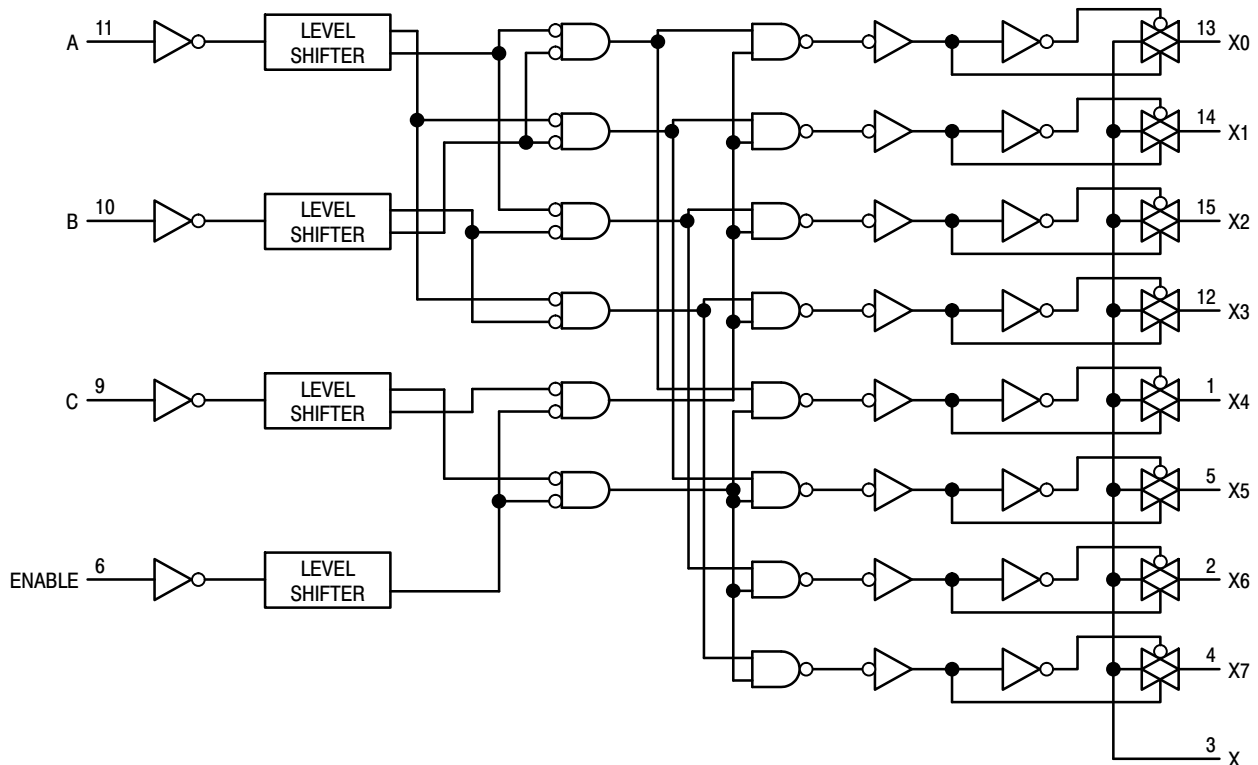 A 11
LEVEL
SHIFTER
13 X0
14 X1
B 10
LEVEL
SHIFTER
15 X2
12 X3
C 9
LEVEL
SHIFTER
1 X4
5 X5
ENABLE 6
LEVEL
SHIFTER
2 X6
4 X7
3 X